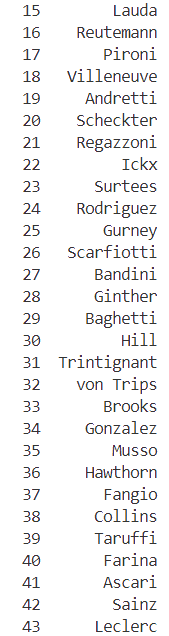 15 Lauda
16 Reutemann
17 Pironi
18 Villeneuve
19 Andretti
20 Scheckter
21 Regazzoni
22 Ickx
23 Surtees
24 Rodriguez
25 Gurney
26 Scarfiotti
27 Bandini
28 Ginther
29 Baghetti
30 Hill
31 Trintignant
32 von Trips
33 Brooks
34 Gonzalez
35 Musso
36 Hawthorn
37 Fangio
38 Collins
39 Taruffi
40 Farina
41 Ascari
42 Sainz
43 Leclerc